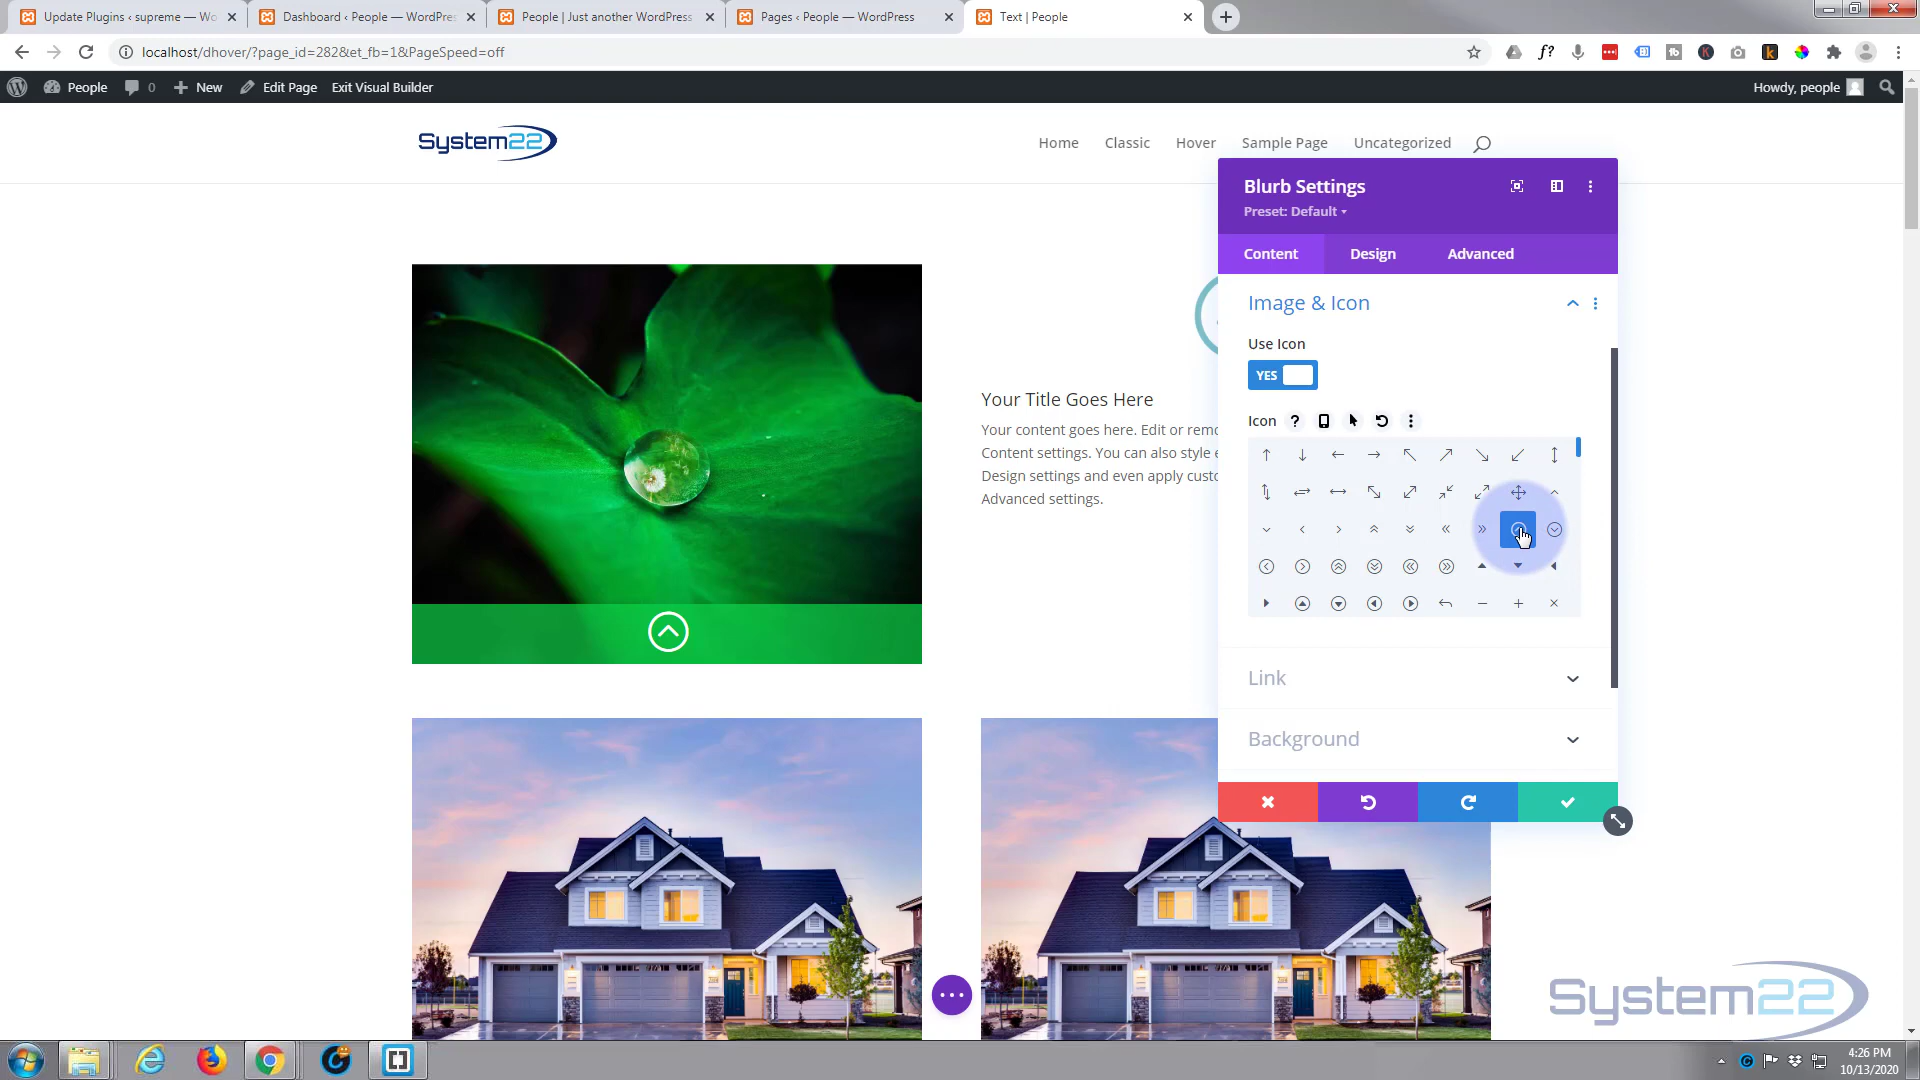 Update Plugins ‹ supreme — Wo
Dashboard ‹ People — WordPres
People | Just another WordPress
Pages ‹ People — WordPress
Text | People
localhost/dhover/?page_id=282&et_fb=1&PageSpeed=off
People
0
New
Edit Page
Exit Visual Builder
Howdy, people
System22
Home
Classic
Hover
Sample Page
Uncategorized
Blurb Settings
Preset: Default
Content
Design
Advanced
Image & Icon
Use Icon
YES
Icon
Your Title Goes Here
Your content goes here. Edit or remo
Content settings. You can also style e
Design settings and even apply custo
Advanced settings.
Link
Background
System22
4:26 PM
10/13/2020